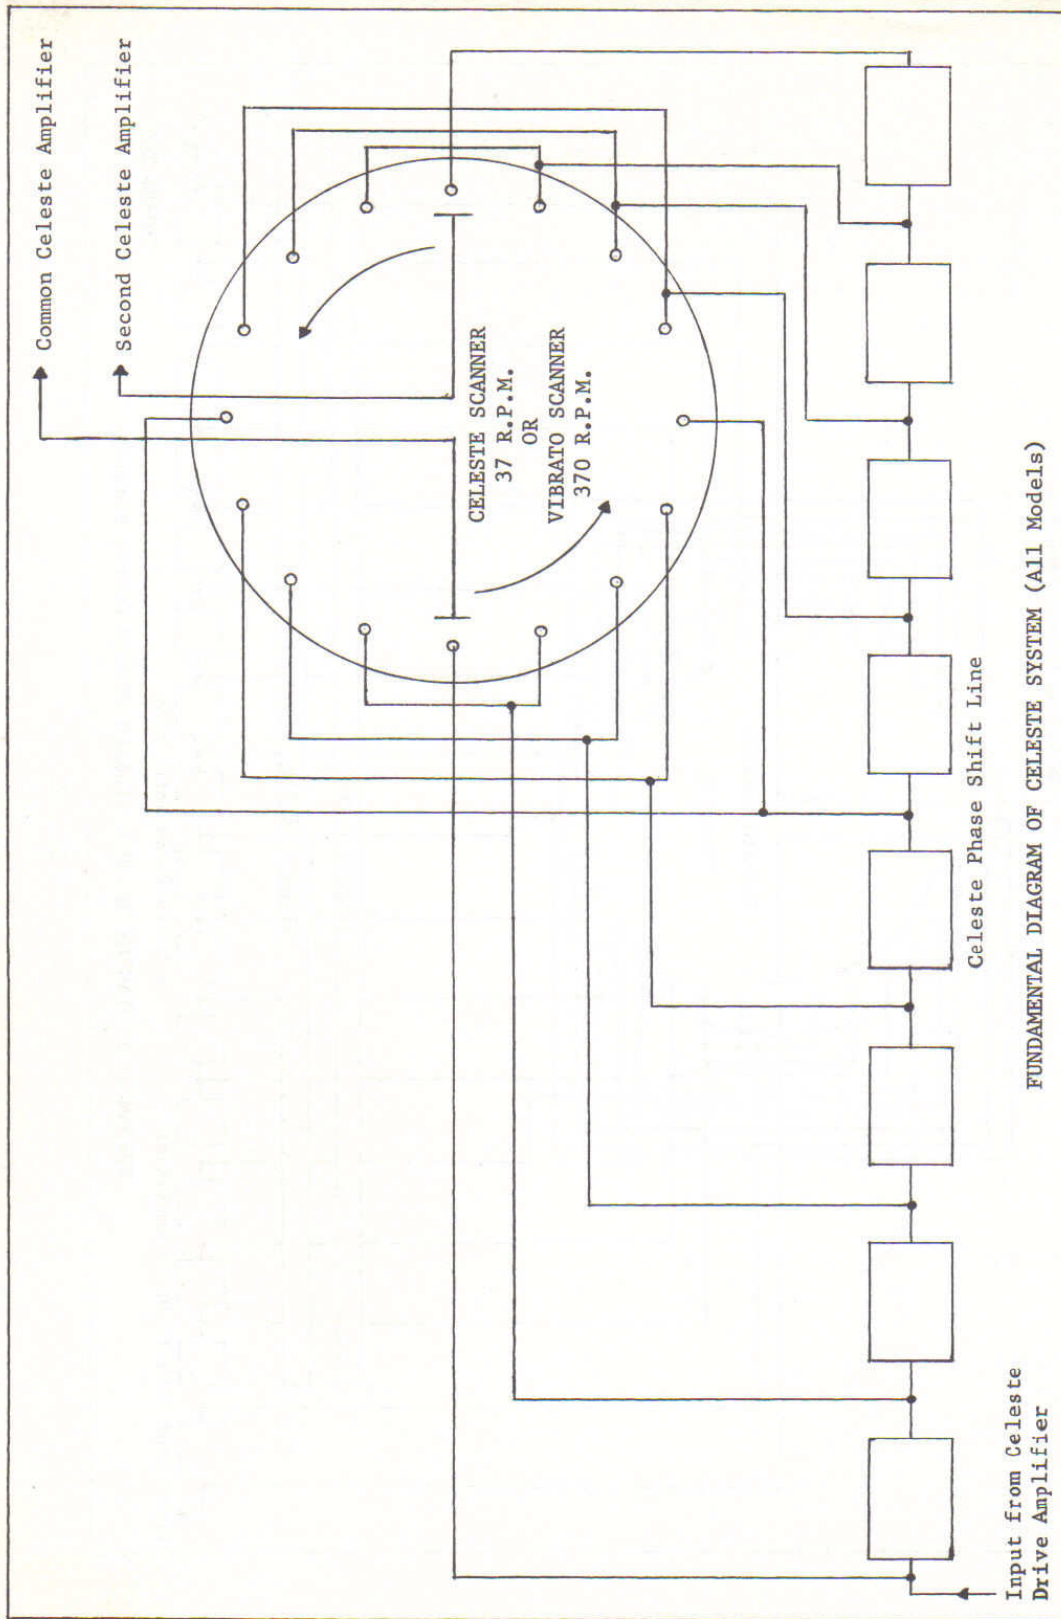 Common Celeste Amplifier
Second Celeste Amplifier
CELESTE SCANNER
37 R.P.M.
OR
VIBRATO SCANNER
370 R.P.M.
Celeste Phase Shift Line
Input from Celeste
Drive Amplifier
FUNDAMENTAL DIAGRAM OF CELESTE SYSTEM (All Models)